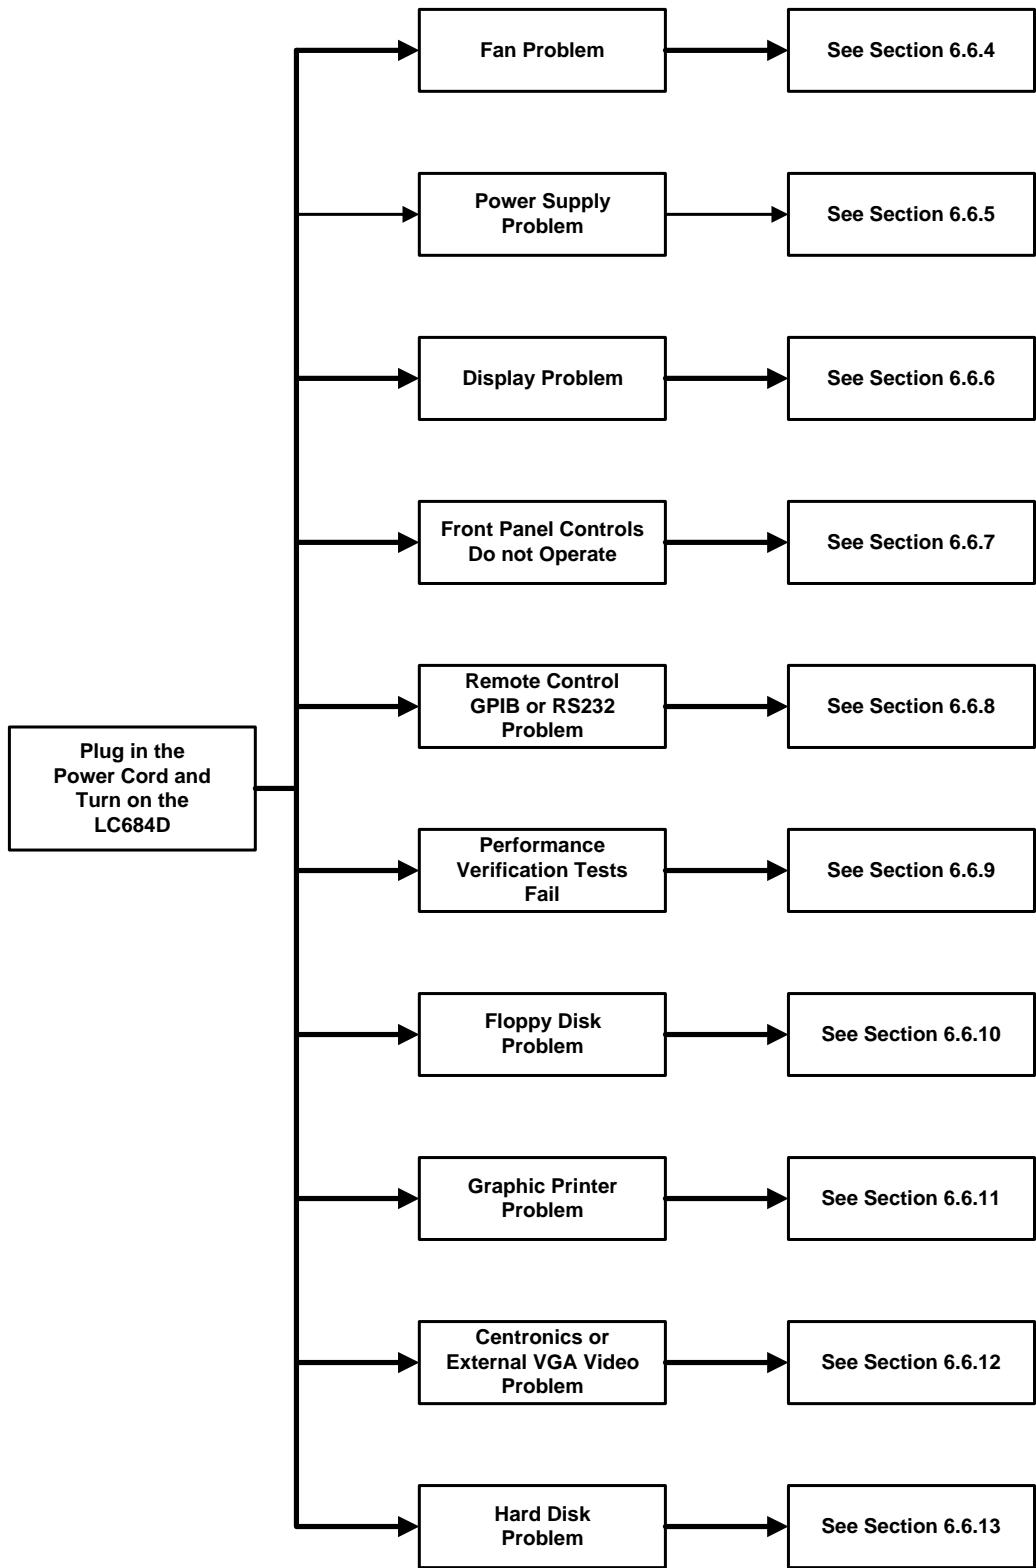 Fan Problem
See Section 6.6.4
Power Supply
Problem
See Section 6.6.5
Display Problem
See Section 6.6.6
Front Panel Controls
Do not Operate
See Section 6.6.7
Remote Control
GPIB or RS232
Problem
See Section 6.6.8
Plug in the
Power Cord and
Turn on the
LC684D
Performance
Verification Tests
Fail
See Section 6.6.9
Floppy Disk
Problem
See Section 6.6.10
Graphic Printer
Problem
See Section 6.6.11
Centronics or
External VGA Video
Problem
See Section 6.6.12
Hard Disk
Problem
See Section 6.6.13